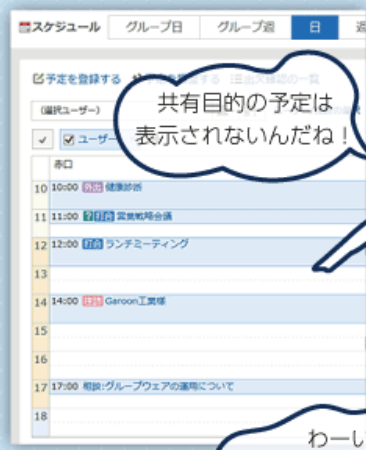 スケジュール グループ日 グループ週 日 週
予定を登録する
(選択ユーザー)
共有目的の予定は
表示されないんだね！
ユーザー
赤口
10 10:00 外出 健康診断
11 11:00 ?打合 営業戦略会議
12 12:00 打合 ランチミーティング
13
14 14:00 往訪 Garoon工業様
15
16
17 17:00 相談:グループウェアの運用について
18
わーい